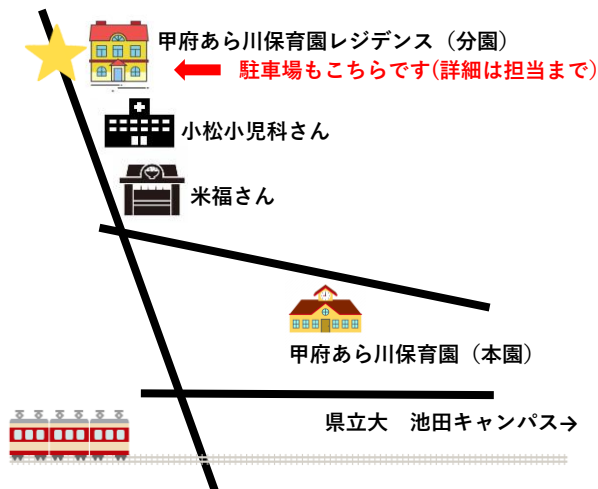 甲府あら川保育園レジデンス（分園）
駐車場もこちらです(詳細は担当まで)
小松小児科さん
米福さん
甲府あら川保育園（本園）
県立大　池田キャンパス→